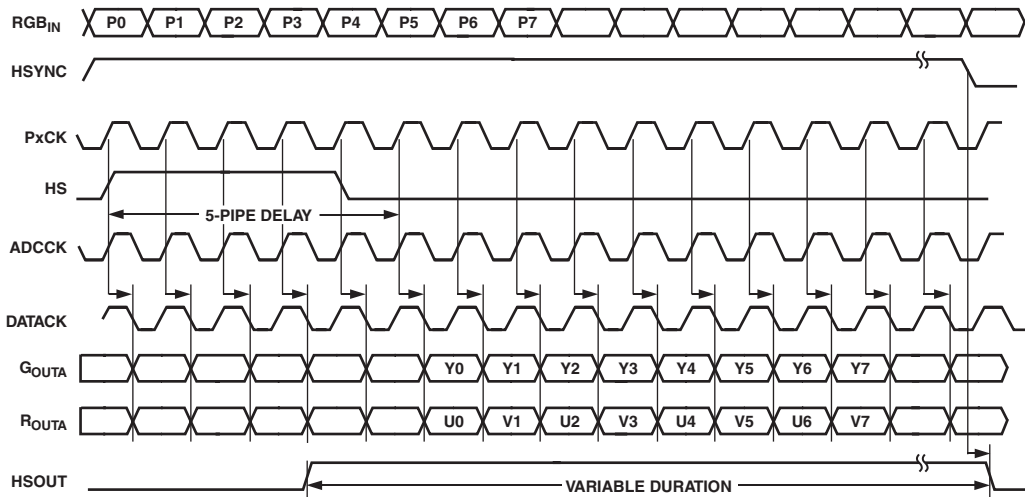 RGBIN P0 P1 P2 P3 P4 P5 P6 P7
HSYNC
PxCK
HS
5-PIPE DELAY
ADCCK
DATACK
GOUTA Y0 Y1 Y2 Y3 Y4 Y5 Y6 Y7
ROUTA U0 V1 U2 V3 U4 V5 U6 V7
HSOUT
VARIABLE DURATION